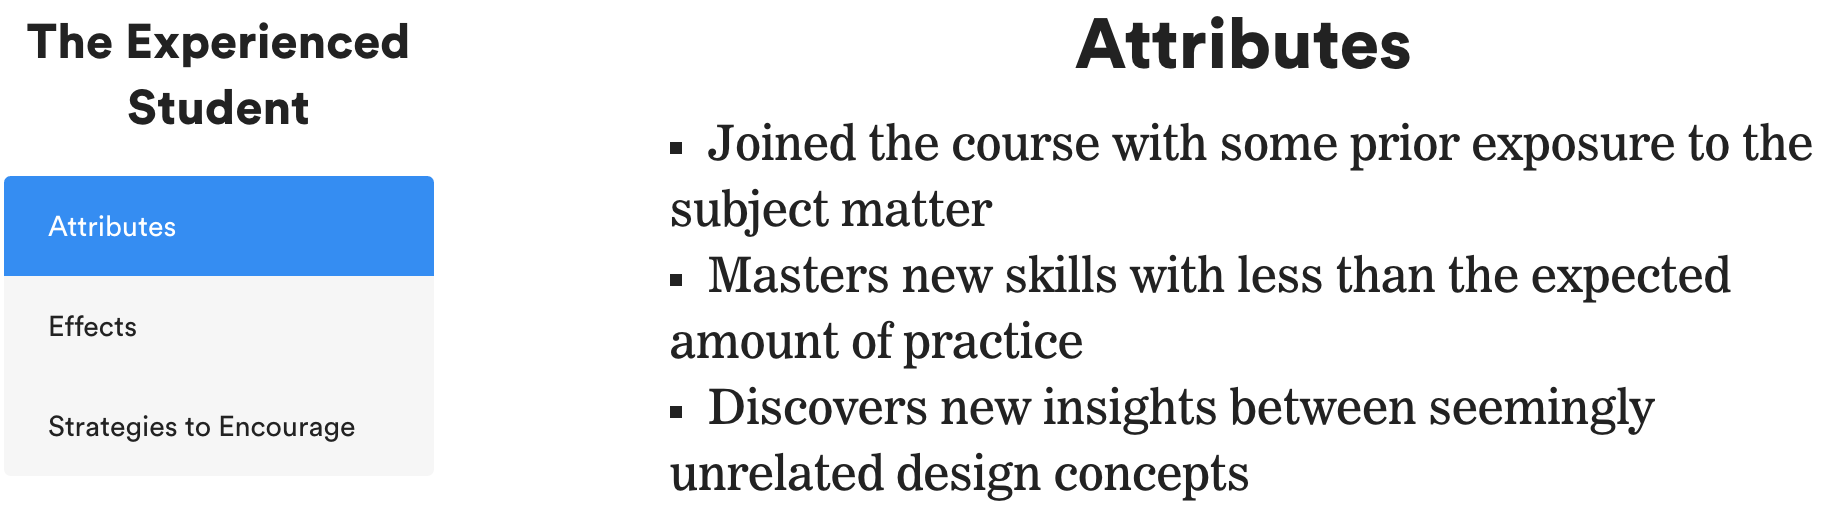 The Experienced
Student
Attributes
Effects
Strategies to Encourage
Attributes
▪ Joined the course with some prior exposure to the
subject matter
▪ Masters new skills with less than the expected
amount of practice
▪ Discovers new insights between seemingly
unrelated design concepts